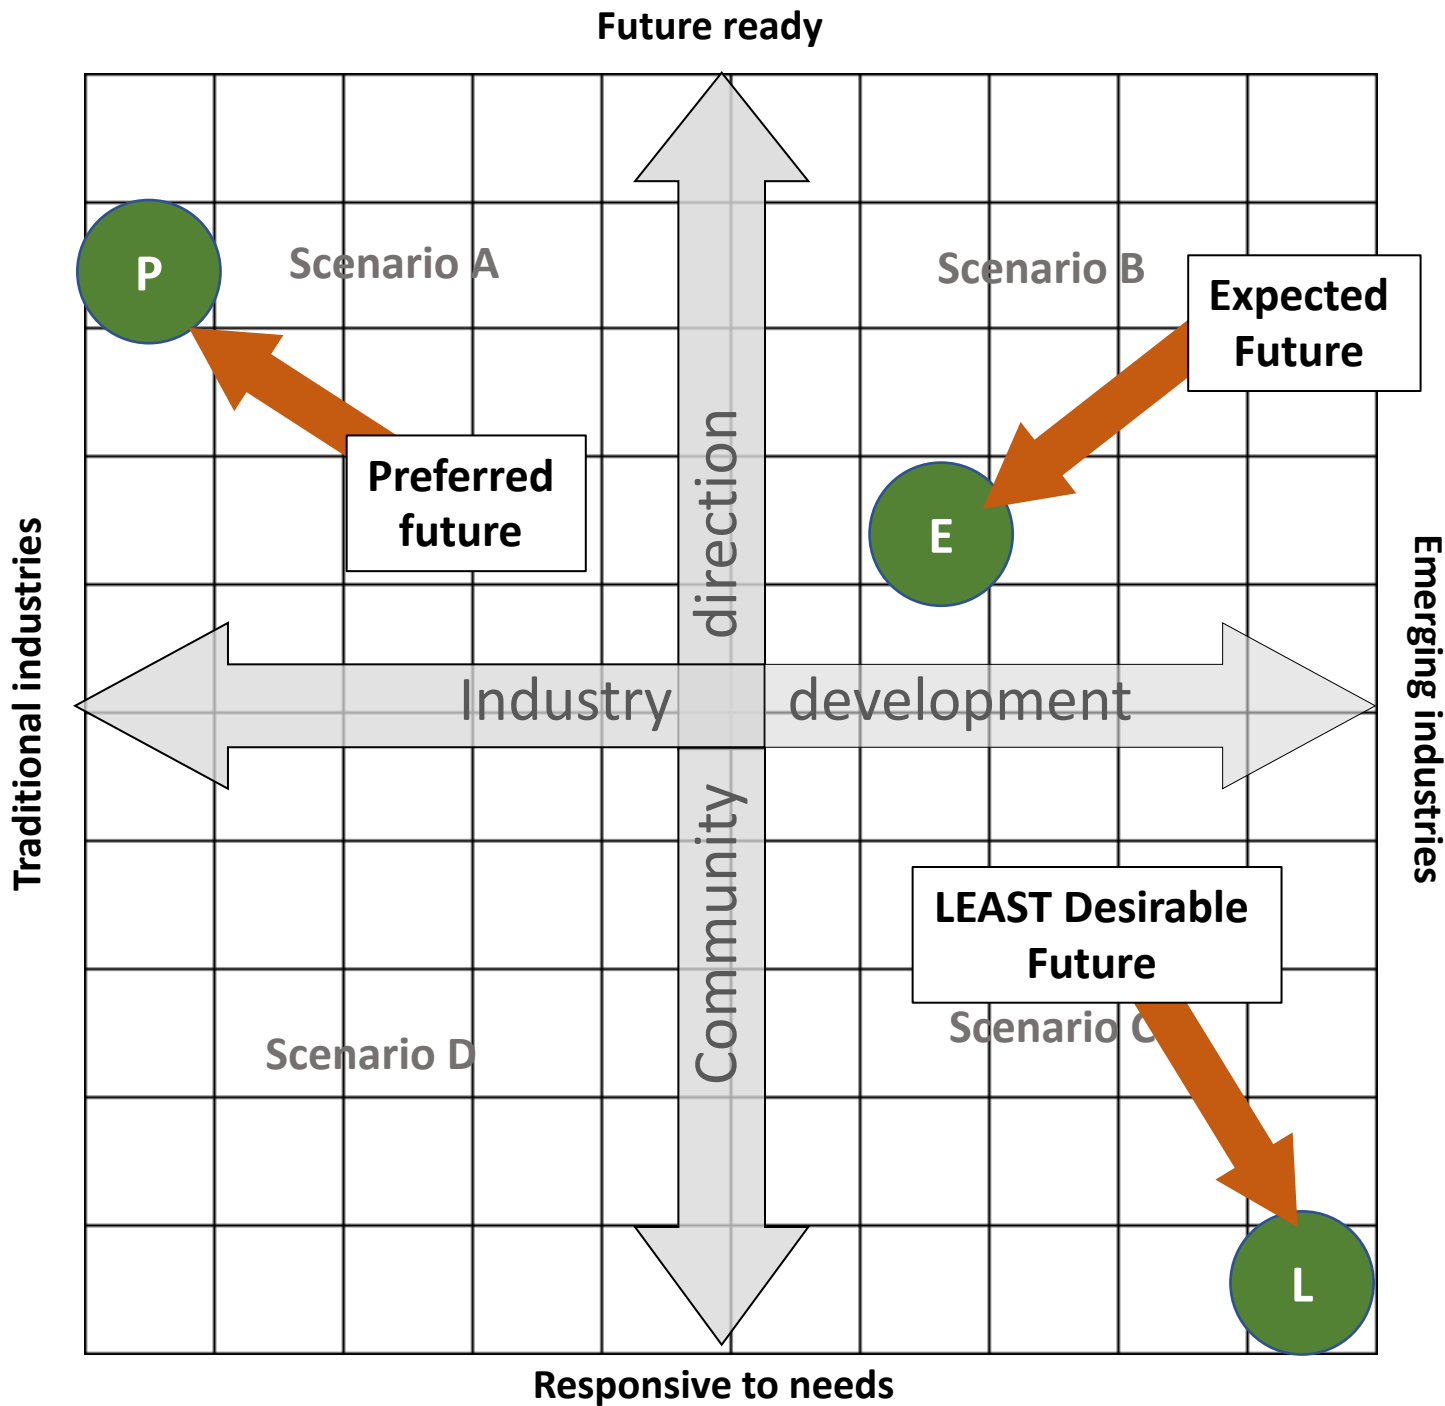 Future ready
Scenario A
Scenario B
P
Expected
Future
Preferred
future
E
direction
Traditional industries
Industry development
Emerging industries
Community
LEAST Desirable
Future
Scenario C
Scenario D
L
Responsive to needs